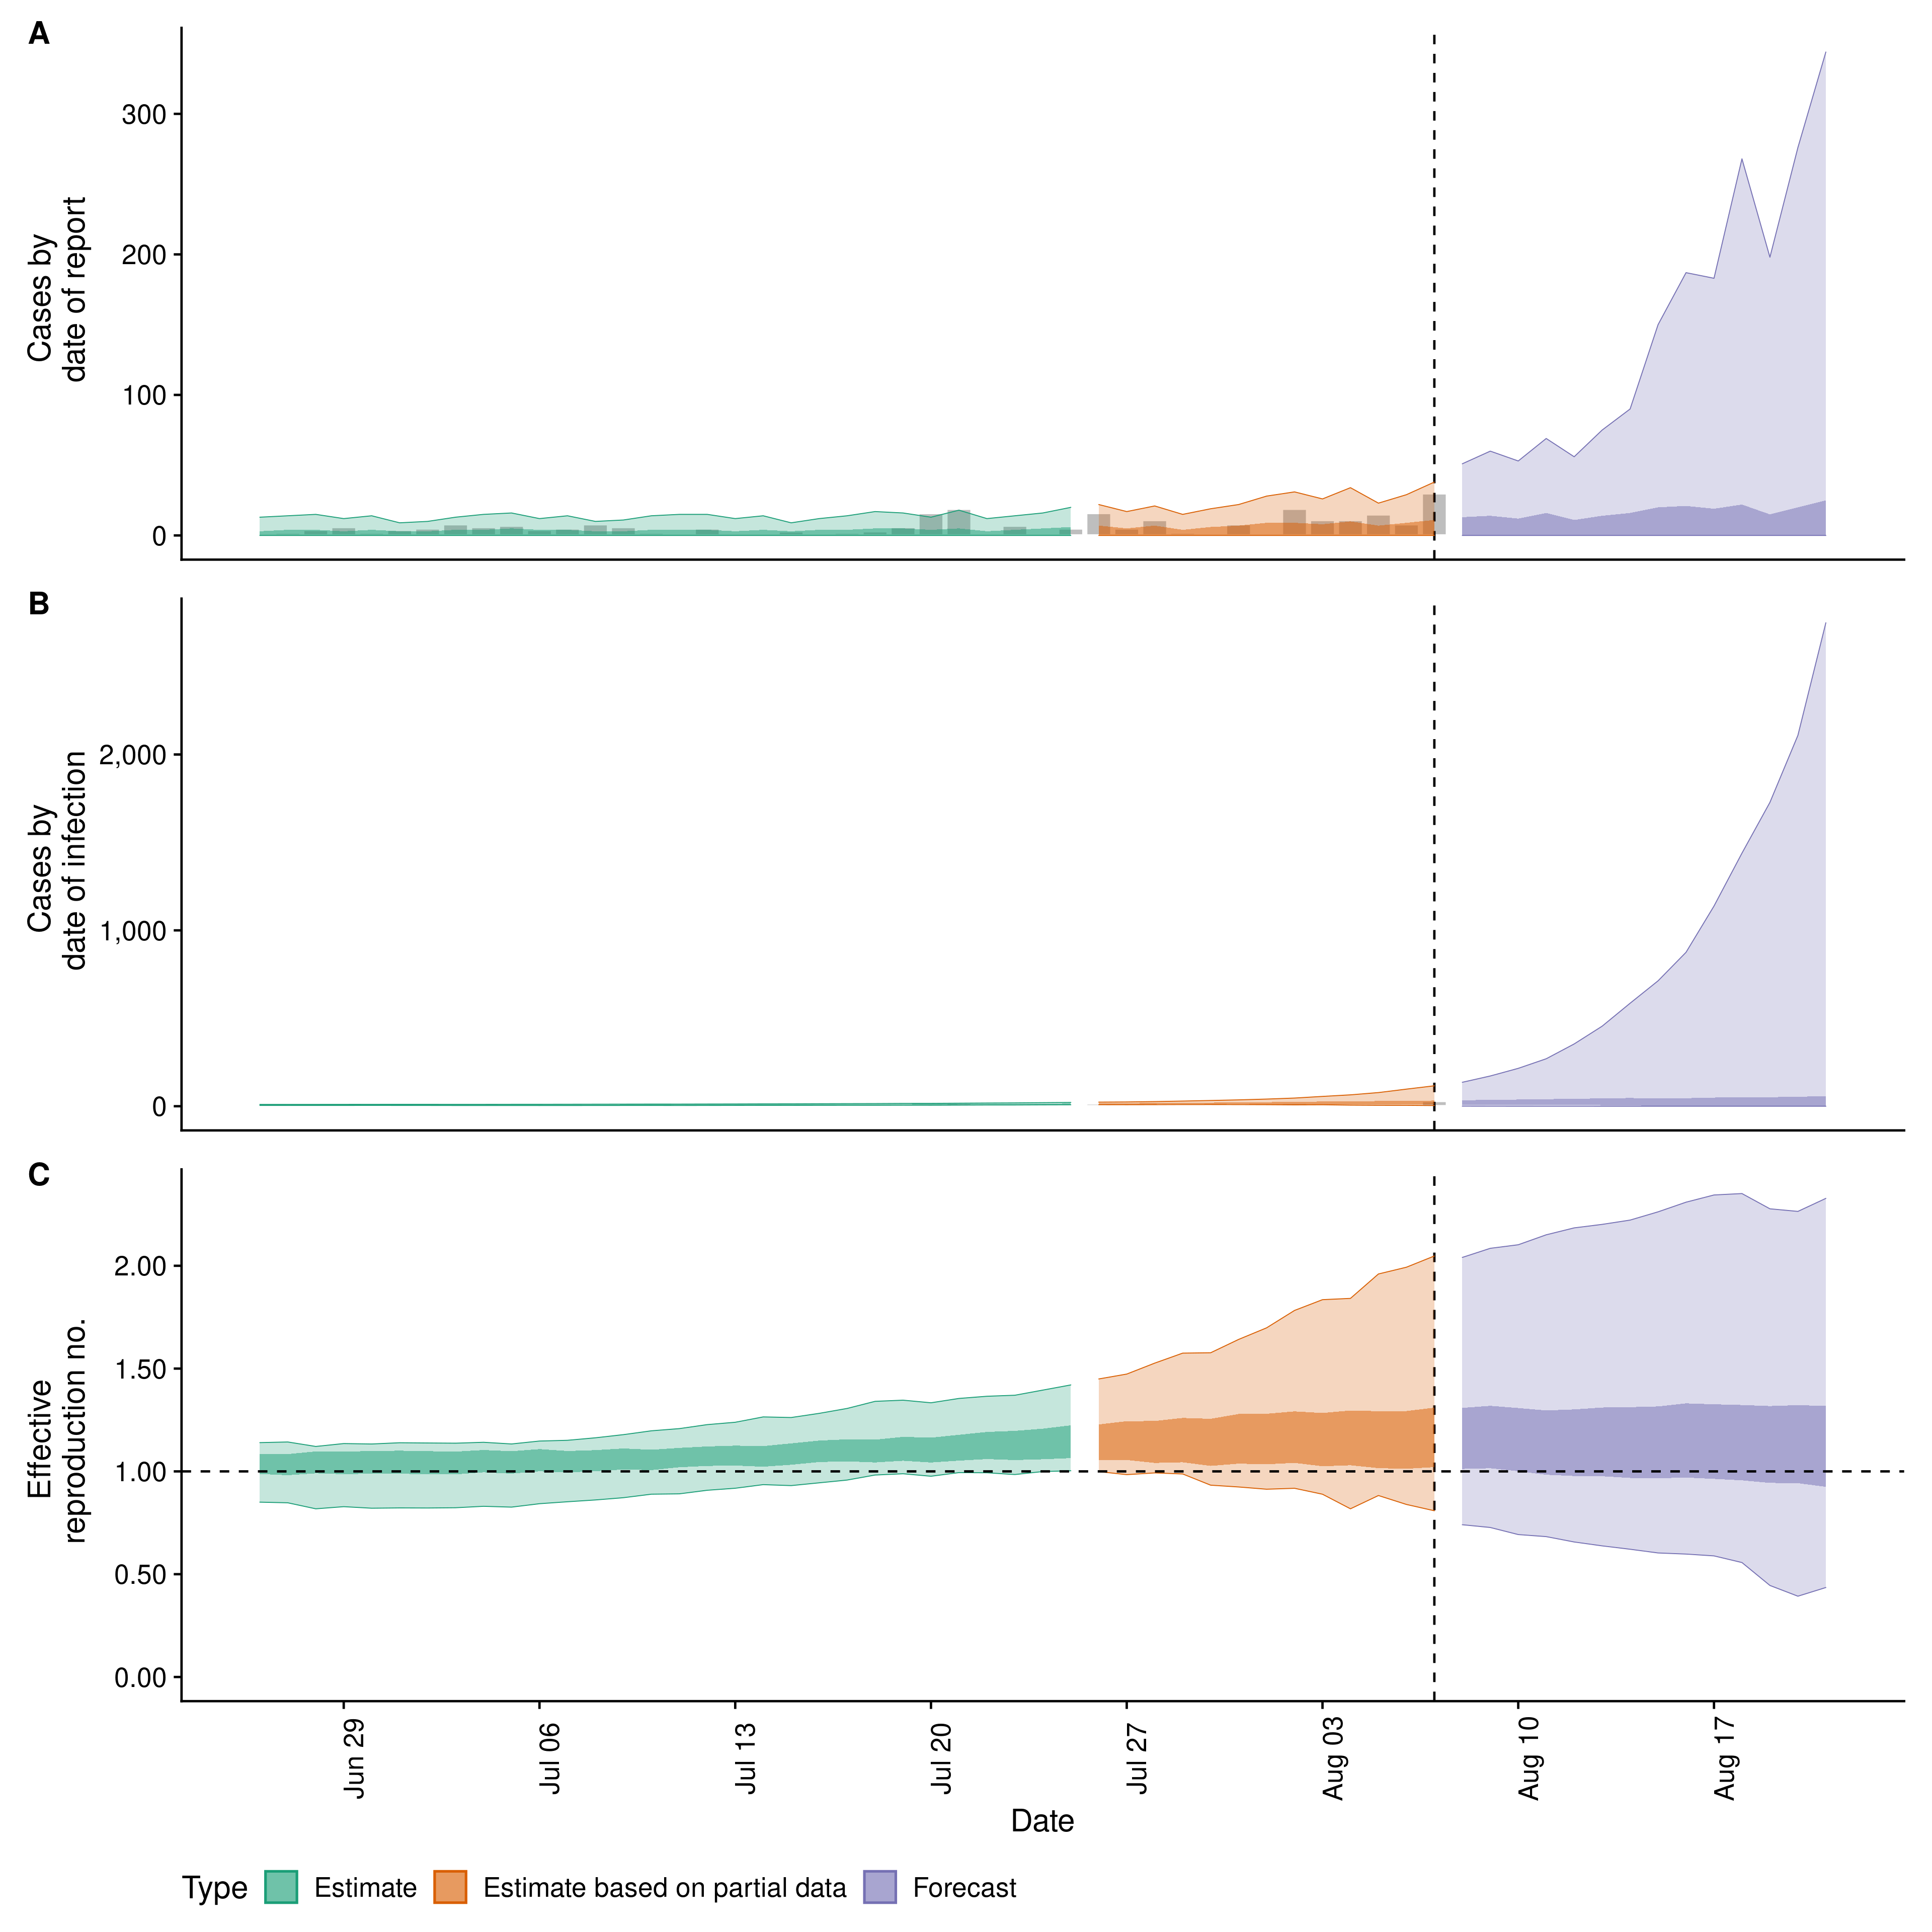 A
Cases by
date of report
300
200
100
0
B
Cases by
date of infection
2,000
1,000
0
C
Effective
reproduction no.
2.00
1.50
1.00
0.50
0.00
Jun 29
Jul 06
Jul 13
Jul 20
Jul 27
Aug 03
Aug 10
Aug 17
Date
Type Estimate Estimate based on partial data Forecast